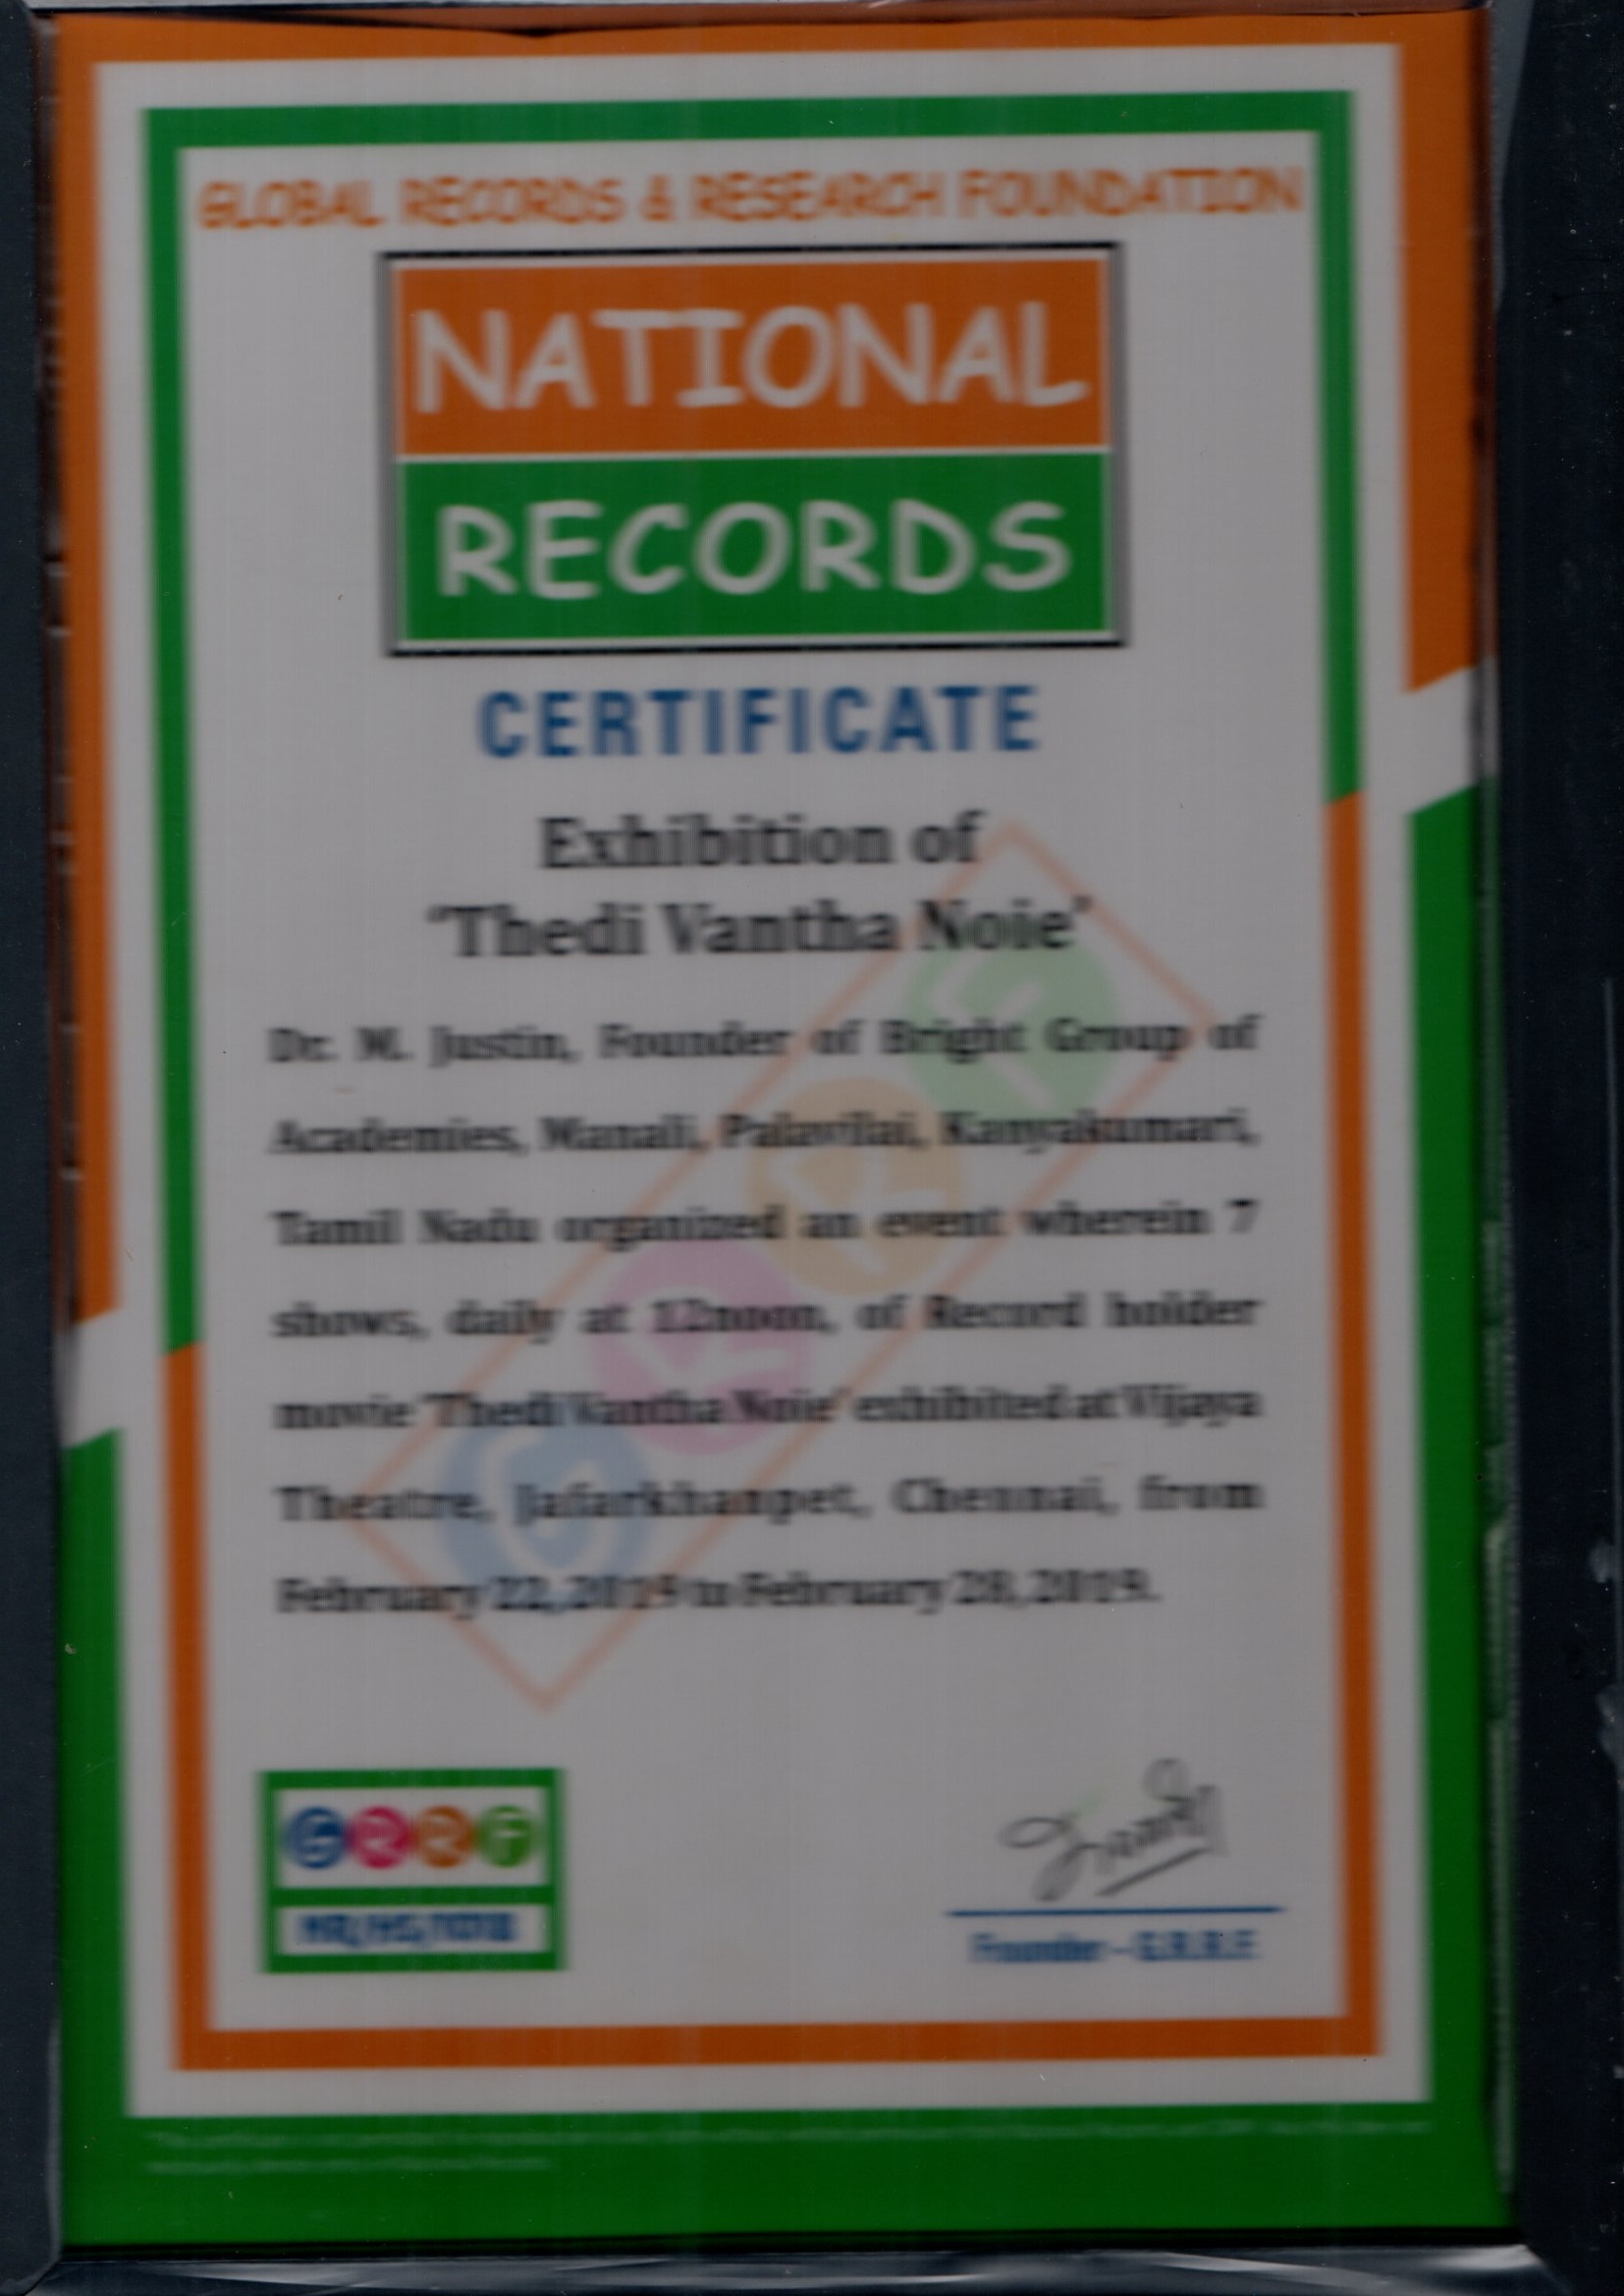 GLOBAL RECORDS & RESEARCH FOUNDATION
NATIONAL
RECORDS
CERTIFICATE
Exhibition of
'Thedi Vantha Noie'
Dr. M. Justin, Founder of Bright Group of
Academies, Manali, Palavilai, Kanyakumari,
Tamil Nadu organized an event wherein 7
shows, daily at 12noon, of Record holder
movie 'Thedi Vantha Noie' exhibited at Vijaya
Theatre, Jafarkhanpet, Chennai, from
February 22, 2019 to February 28, 2019.
GRRF
Founder - G.R.R.F.